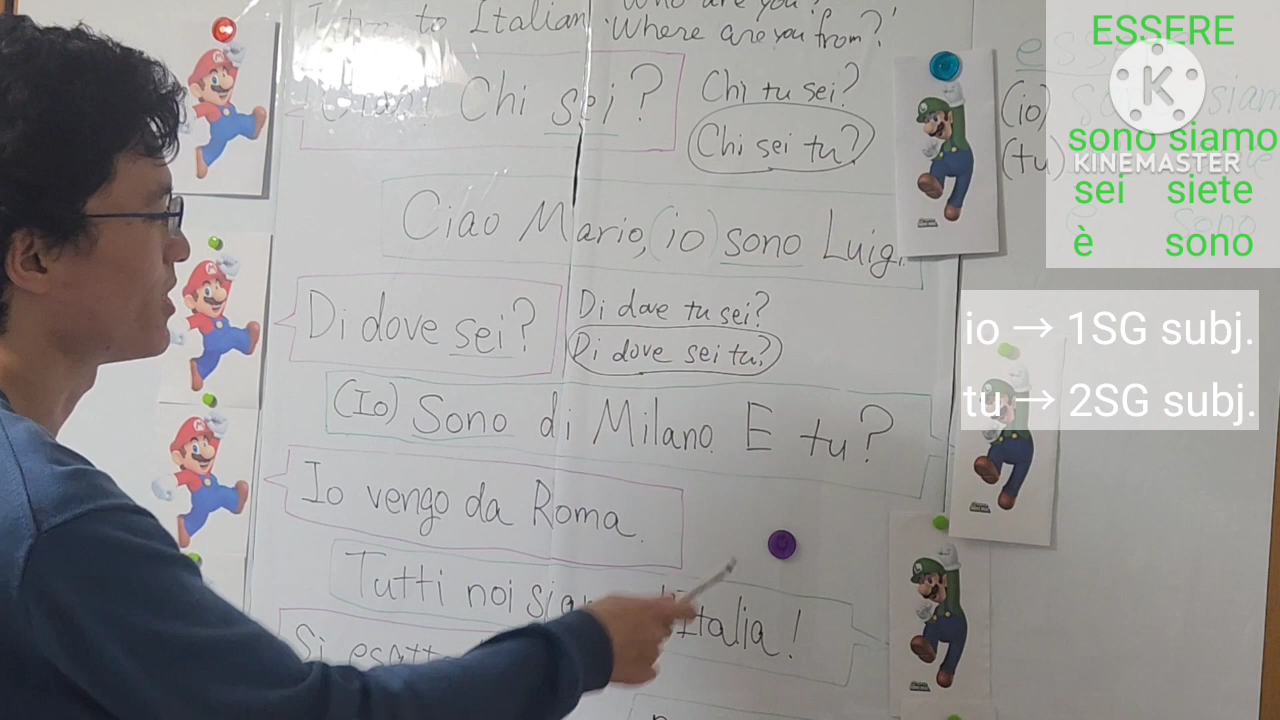 to Italian 'Who are you?'
'Where are you from?'
Chi sei?
Chi tu sei?
Chi sei tu?
Ciao Mario, (io) sono Luigi.
Di dove sei?
Di dove tu sei?
Di dove sei tu?
(Io) Sono di Milano. E tu?
Io vengo da Roma.
Tutti noi Italia!
Si
(io)
(tu)
ESSERE
sono siamo
KINEMASTER
sei siete
è sono
io → 1SG subj.
tu → 2SG subj.